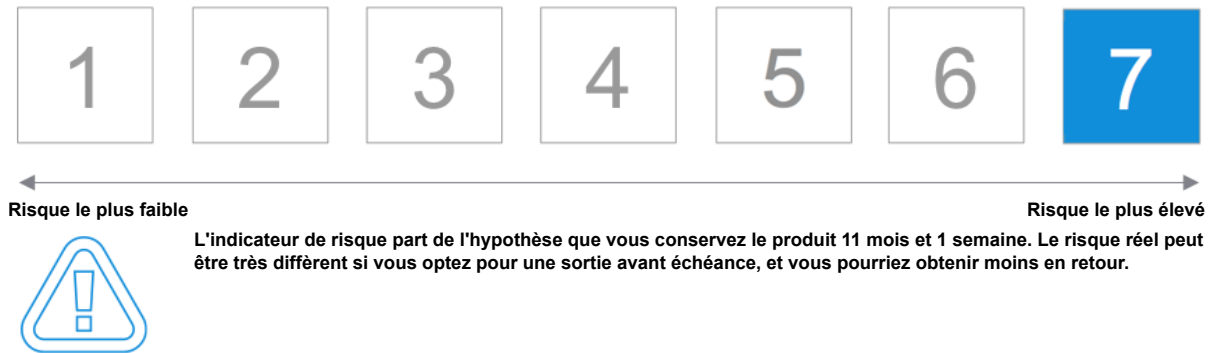 1 2 3 4 5 6 7
Risque le plus faible Risque le plus élevé
L'indicateur de risque part de l'hypothèse que vous conservez le produit 11 mois et 1 semaine. Le risque réel peut
être très diffèrent si vous optez pour une sortie avant échéance, et vous pourriez obtenir moins en retour.